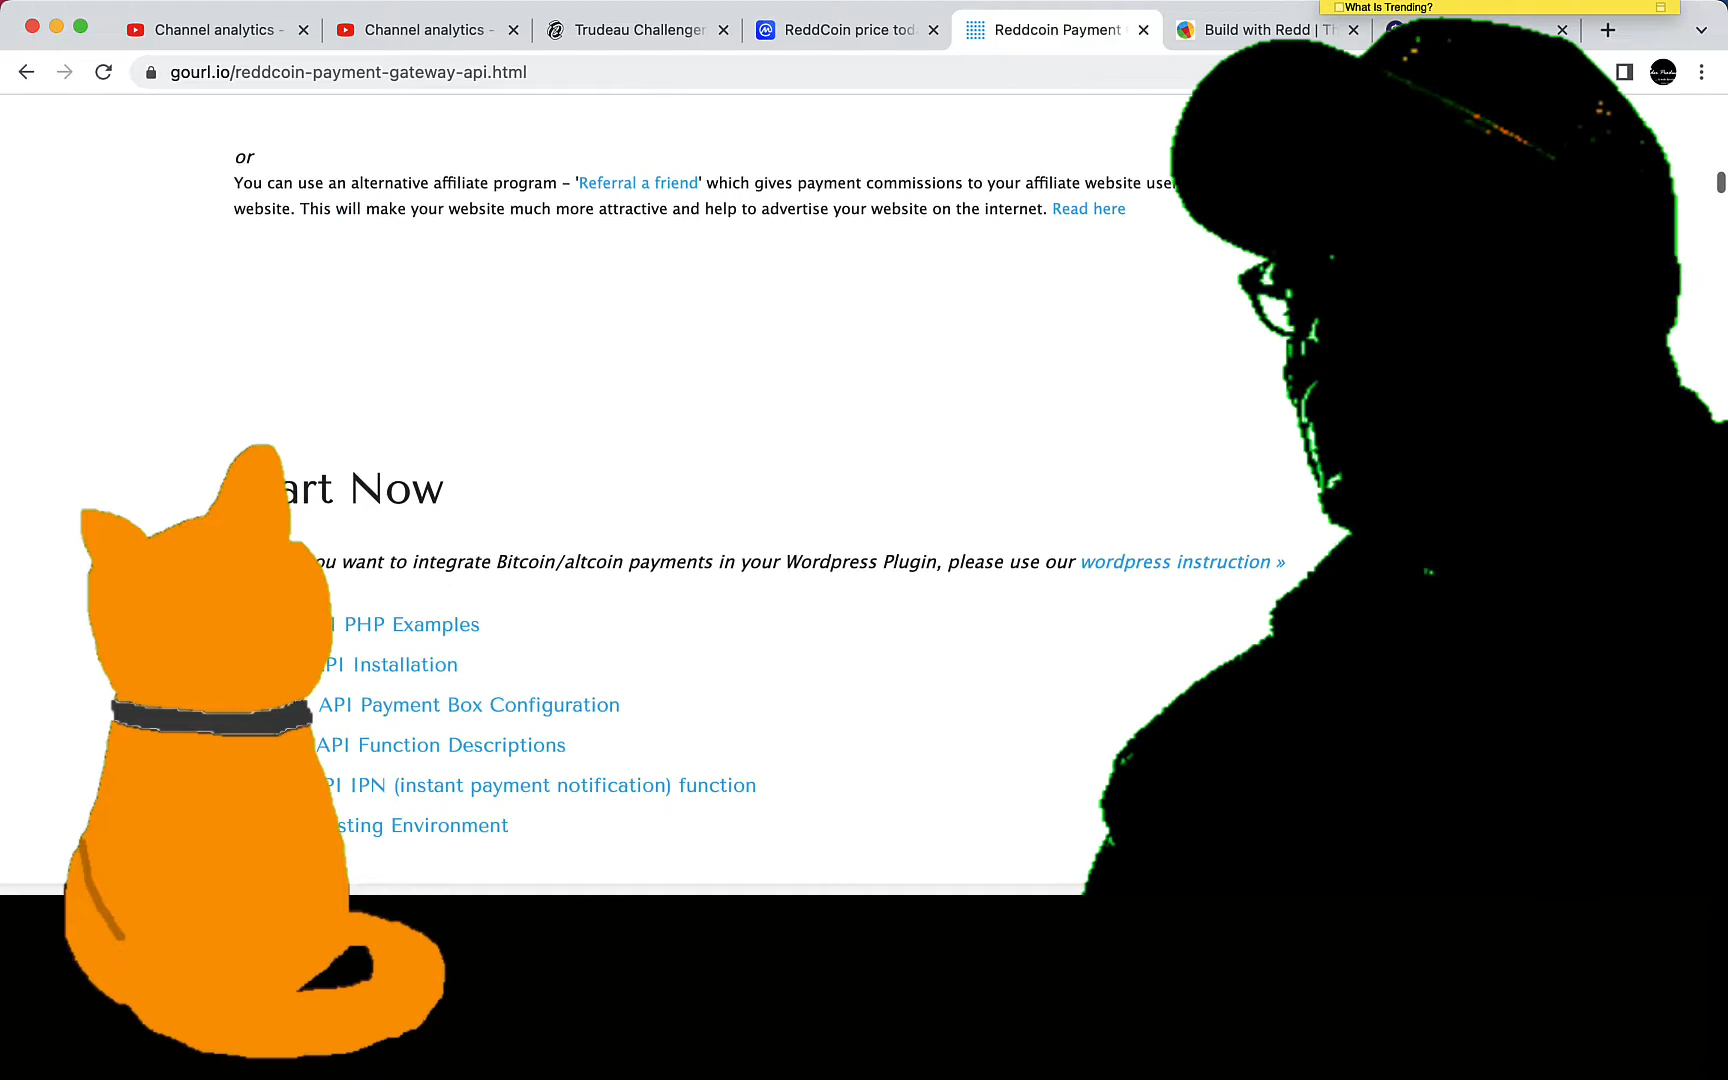 What Is Trending?
Channel analytics -
Channel analytics -
Trudeau Challenger
ReddCoin price tod
Reddcoin Payment
Build with Redd | Th
gourl.io/reddcoin-payment-gateway-api.html
or
You can use an alternative affiliate program – 'Referral a friend' which gives payment commissions to your affiliate website use
website. This will make your website much more attractive and help to advertise your website on the internet. Read here
art Now
ou want to integrate Bitcoin/altcoin payments in your Wordpress Plugin, please use our wordpress instruction »
PHP Examples
PI Installation
API Payment Box Configuration
API Function Descriptions
PI IPN (instant payment notification) function
sting Environment